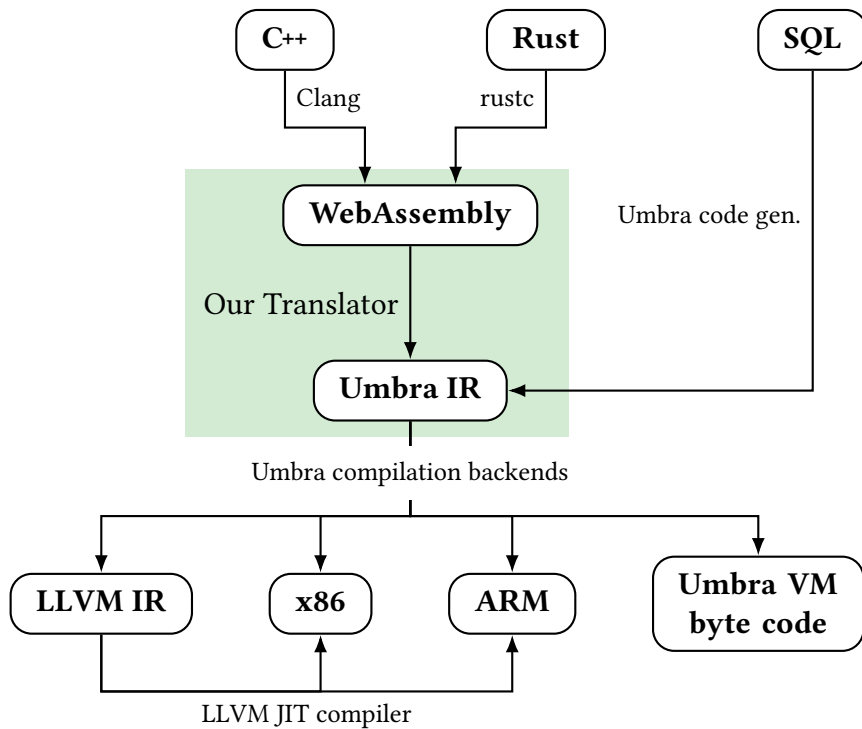 C++
Rust
SQL
Clang
rustc
WebAssembly
Umbra code gen.
Our Translator
Umbra IR
Umbra compilation backends
LLVM IR
x86
ARM
Umbra VM
byte code
LLVM JIT compiler